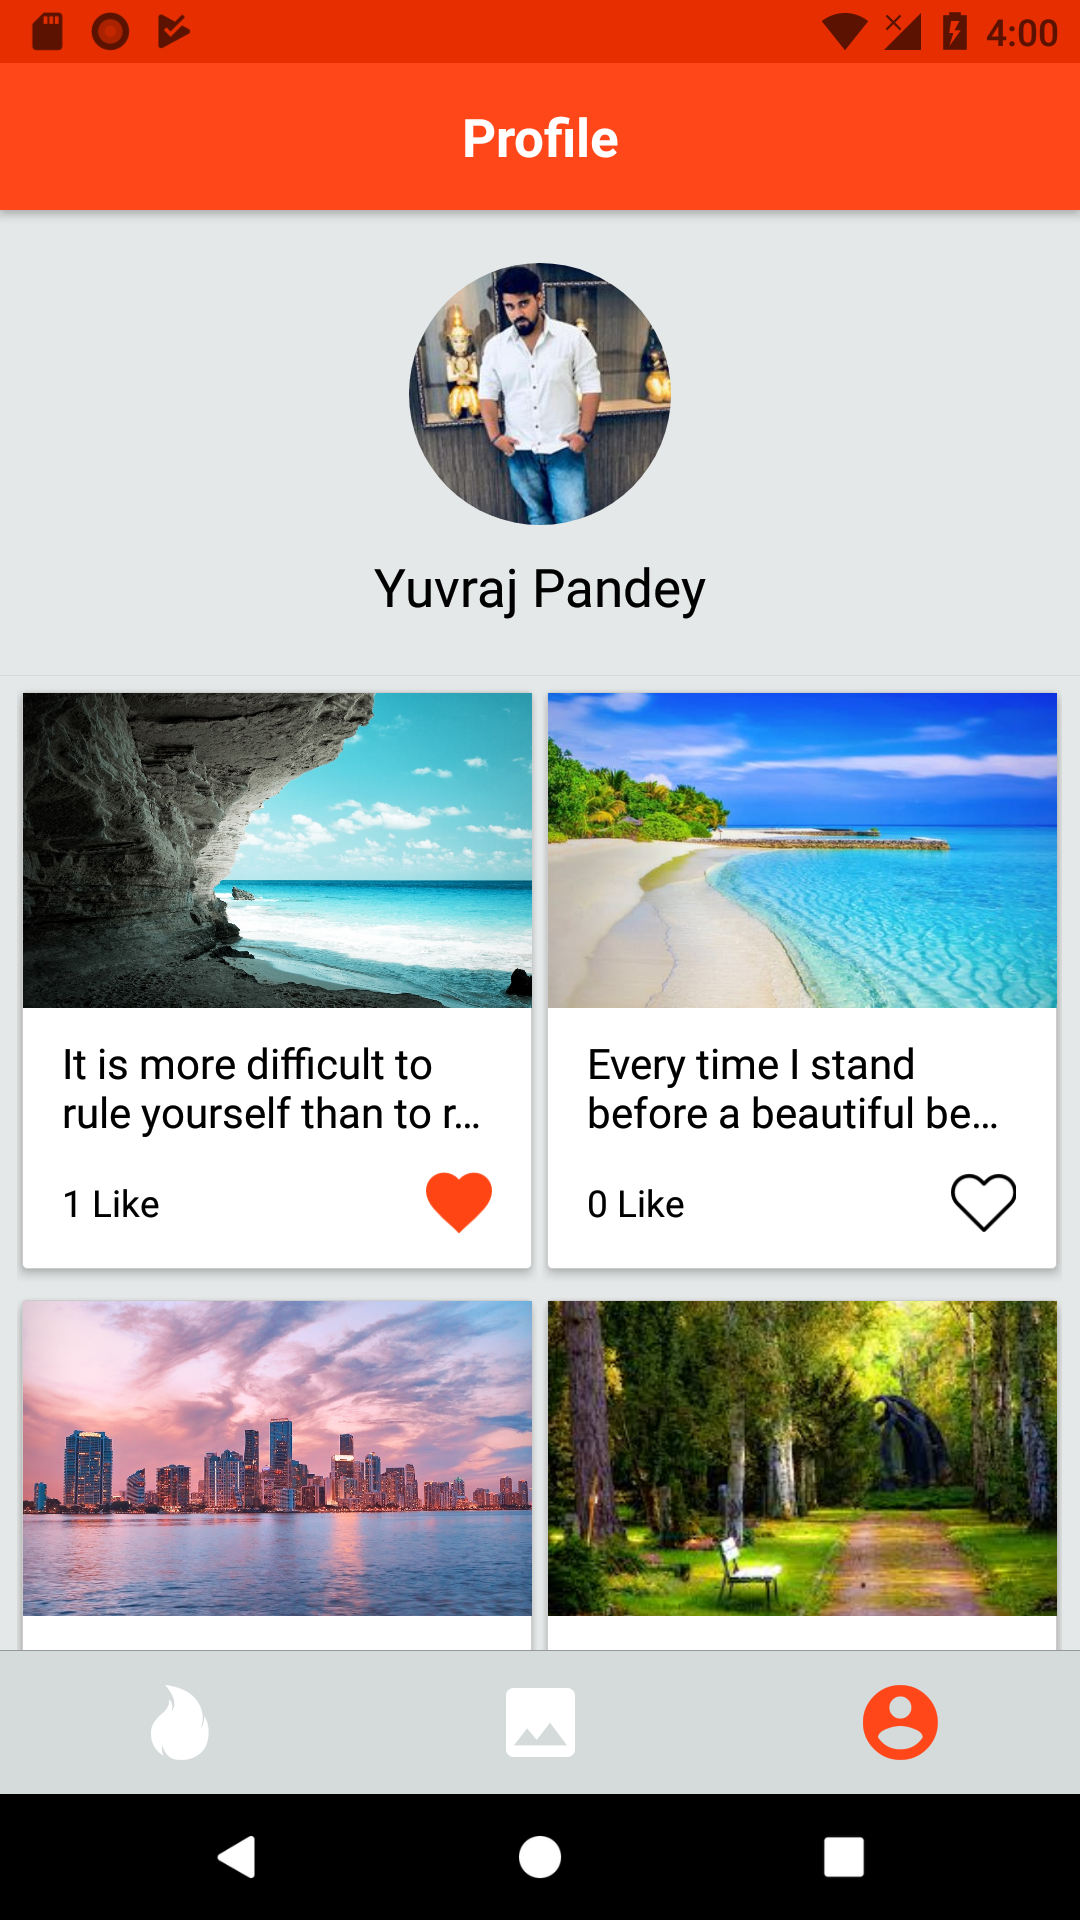 4:00
Profile
Yuvraj Pandey
It is more difficult to
rule yourself than to r...
1 Like
Every time I stand
before a beautiful be...
0 Like